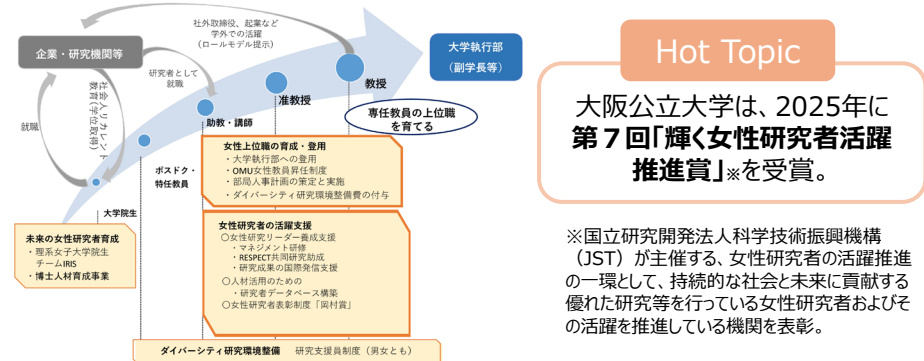 社外取締役、起業など
学外での活躍
（ロールモデル提示）
企業・研究機関等
大学執行部
（副学長等）
研究者として
就職
教授
准教授
専任教員の上位職
を育てる
社会人リカレント
教育(学位取得)
就職
助教・講師
ポスドク・
特任教員
大学院生
女性上位職の育成・登用
・大学執行部への登用
・OMU女性教員昇任制度
・部局人事計画の策定と実施
・ダイバーシティ研究環境整備費の付与
女性研究者の活躍支援
〇女性研究リーダー養成支援
・マネジメント研修
・RESPECT共同研究助成
・研究成果の国際発信支援
〇人材活用のための
・研究者データベース構築
〇女性研究者表彰制度「岡村賞」
未来の女性研究者育成
・理系女子大学院生
チームIRIS
・博士人材育成事業
ダイバーシティ研究環境整備　研究支援員制度（男女とも）
Hot Topic
大阪公立大学は、2025年に
第７回「輝く女性研究者活躍
推進賞」※を受賞。
※国立研究開発法人科学技術振興機構
（JST）が主催する、女性研究者の活躍推進
の一環として、持続的な社会と未来に貢献する
優れた研究等を行っている女性研究者およびそ
の活躍を推進している機関を表彰。